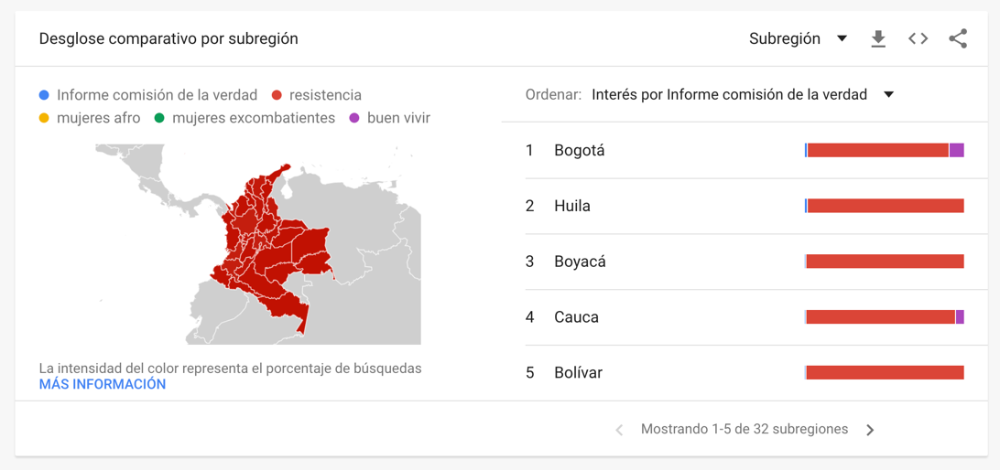 Desglose comparativo por subregión
Subregión
Informe comisión de la verdad resistencia
mujeres afro mujeres excombatientes buen vivir
La intensidad del color representa el porcentaje de búsquedas
MÁS INFORMACIÓN
Ordenar: Interés por Informe comisión de la verdad
1 Bogotá
2 Huila
3 Boyacá
4 Cauca
5 Bolívar
Mostrando 1-5 de 32 subregiones